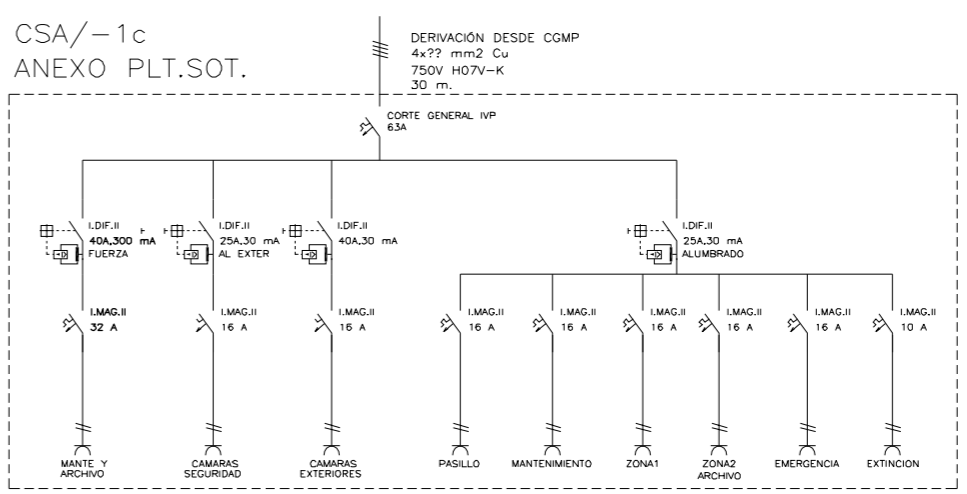 CSA/-1c
ANEXO PLT.SOT.
DERIVACIÓN DESDE CGMP
4x?? mm2 Cu
750V H07V-K
30 m.
CORTE GENERAL IVP
63A
I.DIF.II
40A.300 mA
FUERZA
I.DIF.II
25A.30 mA
AL EXTER
I.DIF.II
40A.30 mA
I.DIF.II
25A.30 mA
ALUMBRADO
I.MAG.II
32 A
I.MAG.II
16 A
I.MAG.II
16 A
I.MAG.II
16 A
I.MAG.II
16 A
I.MAG.II
16 A
I.MAG.II
16 A
I.MAG.II
16 A
I.MAG.II
10 A
MANTE Y
ARCHIVO
CAMARAS
SEGURIDAD
CAMARAS
EXTERIORES
PASILLO
MANTENIMIENTO
ZONA1
ZONA2
ARCHIVO
EMERGENCIA
EXTINCION